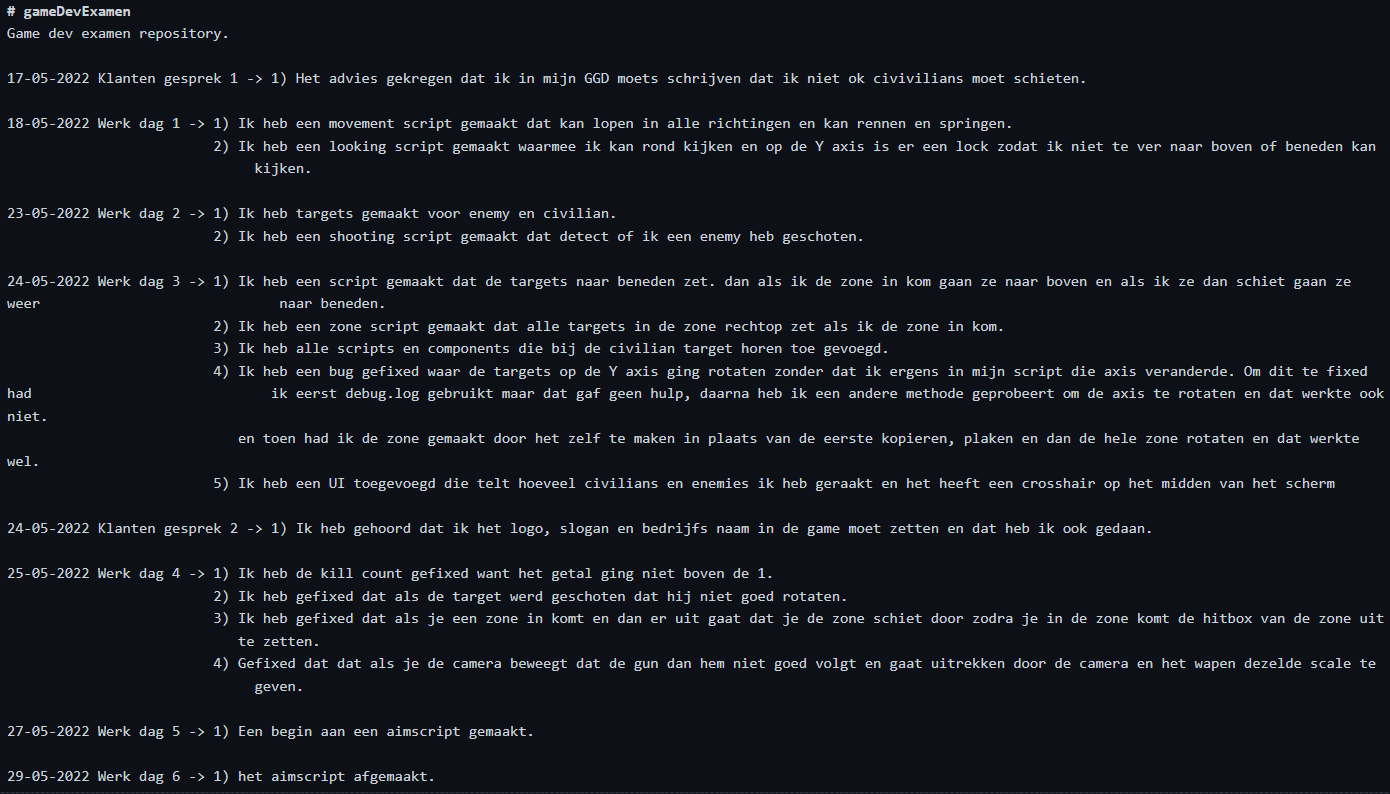 # gameDevExamen
Game dev examen repository.
17-05-2022 Klanten gesprek 1 -> 1) Het advies gekregen dat ik in mijn GGD moets schrijven dat ik niet ok civivilians moet schieten.
18-05-2022 Werk dag 1 -> 1) Ik heb een movement script gemaakt dat kan lopen in alle richtingen en kan rennen en springen.
2) Ik heb een looking script gemaakt waarmee ik kan rond kijken en op de Y axis is er een lock zodat ik niet te ver naar boven of beneden kan
kijken.
23-05-2022 Werk dag 2 -> 1) Ik heb targets gemaakt voor enemy en civilian.
2) Ik heb een shooting script gemaakt dat detect of ik een enemy heb geschoten.
24-05-2022 Werk dag 3 -> 1) Ik heb een script gemaakt dat de targets naar beneden zet. dan als ik de zone in kom gaan ze naar boven en als ik ze dan schiet gaan ze
weer naar beneden.
2) Ik heb een zone script gemaakt dat alle targets in de zone rechtop zet als ik de zone in kom.
3) Ik heb alle scripts en components die bij de civilian target horen toe gevoegd.
4) Ik heb een bug gefixed waar de targets op de Y axis ging rotaten zonder dat ik ergens in mijn script die axis veranderde. Om dit te fixed
had ik eerst debug.log gebruikt maar dat gaf geen hulp, daarna heb ik een andere methode geprobeert om de axis te rotaten en dat werkte ook
niet.
en toen had ik de zone gemaakt door het zelf te maken in plaats van de eerste kopieren, plaken en dan de hele zone rotaten en dat werkte
wel.
5) Ik heb een UI toegevoegd die telt hoeveel civilians en enemies ik heb geraakt en het heeft een crosshair op het midden van het scherm
24-05-2022 Klanten gesprek 2 -> 1) Ik heb gehoord dat ik het logo, slogan en bedrijfs naam in de game moet zetten en dat heb ik ook gedaan.
25-05-2022 Werk dag 4 -> 1) Ik heb de kill count gefixed want het getal ging niet boven de 1.
2) Ik heb gefixed dat als de target werd geschoten dat hij niet goed rotaten.
3) Ik heb gefixed dat als je een zone in komt en dan er uit gaat dat je de zone schiet door zodra je in de zone komt de hitbox van de zone uit
te zetten.
4) Gefixed dat dat als je de camera beweegt dat de gun dan hem niet goed volgt en gaat uitrekken door de camera en het wapen dezelde scale te
geven.
27-05-2022 Werk dag 5 -> 1) Een begin aan een aimscript gemaakt.
29-05-2022 Werk dag 6 -> 1) het aimscript afgemaakt.